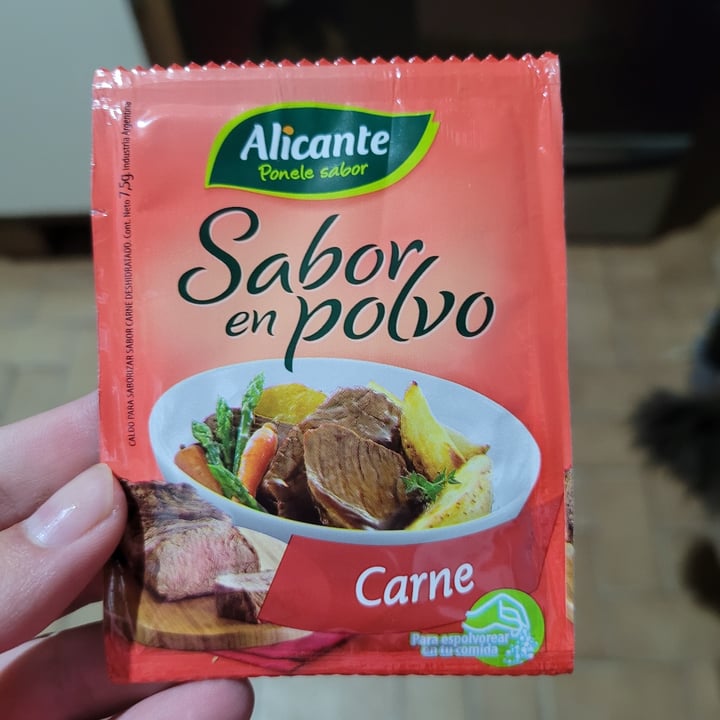 Alicante
Ponele sabor
Sabor
en polvo
Carne
Para espolvorear
en tu comida
CALDO PARA SABORIZAR SABOR CARNE DESHIDRATADO. Cont. Neto 7,5g. Industria Argentina